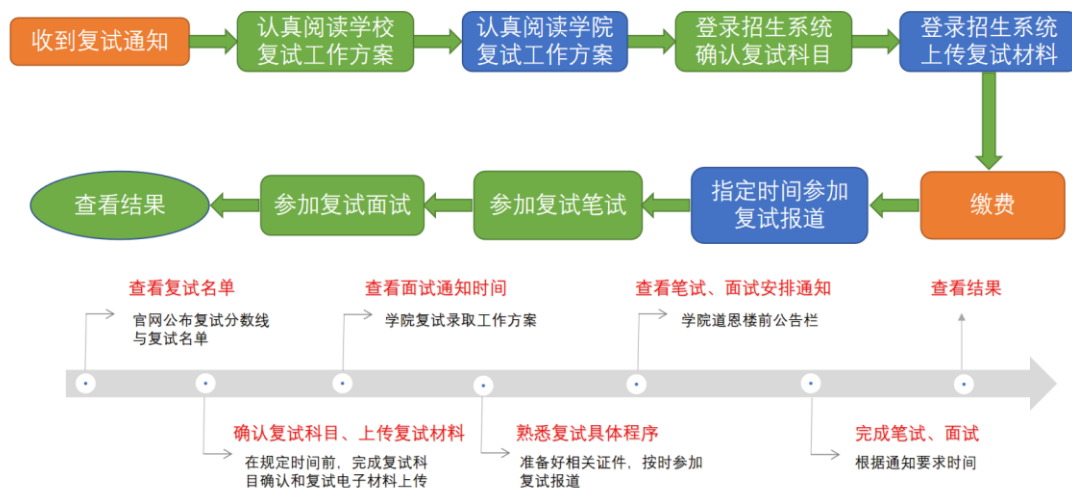 收到复试通知
认真阅读学校
复试工作方案
认真阅读学院
复试工作方案
登录招生系统
确认复试科目
登录招生系统
上传复试材料
缴费
指定时间参加
复试报道
参加复试笔试
参加复试面试
查看结果
查看复试名单
官网公布复试分数线
与复试名单
确认复试科目、上传复试材料
在规定时间前，完成复试科
目确认和复试电子材料上传
查看面试通知时间
学院复试录取工作方案
熟悉复试具体程序
准备好相关证件，按时参加
复试报道
查看笔试、面试安排通知
学院道恩楼前公告栏
完成笔试、面试
根据通知要求时间
查看结果